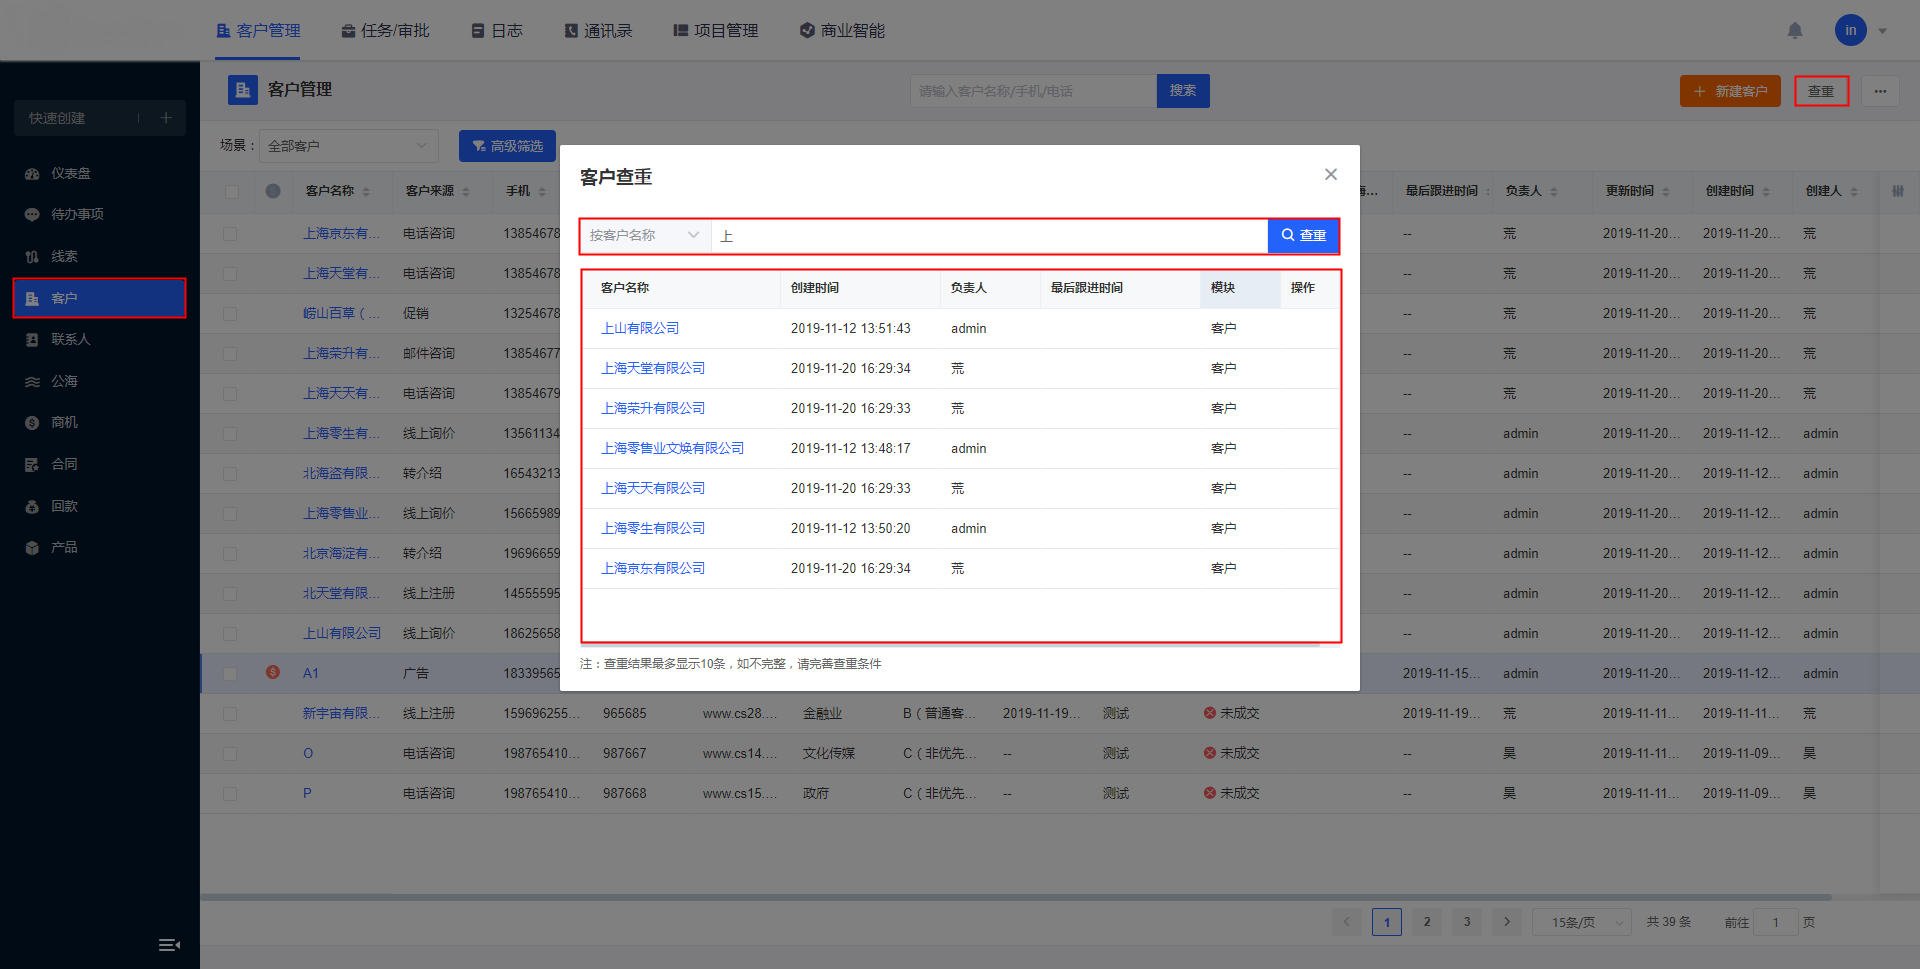 客户管理 任务/审批 日志 通讯录 项目管理 商业智能 in
客户管理 请输入客户名称/手机/电话 搜索 + 新建客户 查重 ...
快速创建 | +
仪表盘
待办事项
线索
客户
联系人
公海
商机
合同
回款
产品
场景： 全部客户 高级筛选
客户名称 客户来源 手机 海... 最后跟进时间 负责人 更新时间 创建时间 创建人
上海京东有... 电话咨询 13854678 -- 荒 2019-11-20... 2019-11-20... 荒
上海天堂有... 电话咨询 13854678 -- 荒 2019-11-20... 2019-11-20... 荒
崂山百草（... 促销 13254678 -- 荒 2019-11-20... 2019-11-20... 荒
上海荣升有... 邮件咨询 13854677 -- 荒 2019-11-20... 2019-11-20... 荒
上海天天有... 电话咨询 13854679 -- 荒 2019-11-20... 2019-11-20... 荒
上海零生有... 线上询价 13561134 -- admin 2019-11-20... 2019-11-12... admin
北海盗有限... 转介绍 16543213 -- admin 2019-11-20... 2019-11-12... admin
上海零售业... 线上询价 15665989 -- admin 2019-11-20... 2019-11-12... admin
北京海淀有... 转介绍 19696659 -- admin 2019-11-20... 2019-11-12... admin
北天堂有限... 线上注册 14555595 -- admin 2019-11-20... 2019-11-12... admin
上山有限公司 线上询价 18625658 -- admin 2019-11-20... 2019-11-12... admin
A1 广告 18339565 2019-11-15... admin 2019-11-20... 2019-11-12... admin
新宇宙有限... 线上注册 159696255... 965685 www.cs28.... 金融业 B（普通客... 2019-11-19... 测试 未成交 2019-11-19... 荒 2019-11-11... 2019-11-11... 荒
O 电话咨询 198765410... 987667 www.cs14.... 文化传媒 C（非优先... -- 测试 未成交 -- 昊 2019-11-11... 2019-11-09... 昊
P 电话咨询 198765410... 987668 www.cs15.... 政府 C（非优先... -- 测试 未成交 -- 昊 2019-11-11... 2019-11-09... 昊
1 2 3 15条/页 共 39 条 前往 1 页
客户查重
按客户名称 上 查重
客户名称 创建时间 负责人 最后跟进时间 模块 操作
上山有限公司 2019-11-12 13:51:43 admin 客户
上海天堂有限公司 2019-11-20 16:29:34 荒 客户
上海荣升有限公司 2019-11-20 16:29:33 荒 客户
上海零售业文焕有限公司 2019-11-12 13:48:17 admin 客户
上海天天有限公司 2019-11-20 16:29:33 荒 客户
上海零生有限公司 2019-11-12 13:50:20 admin 客户
上海京东有限公司 2019-11-20 16:29:34 荒 客户
注：查重结果最多显示10条，如不完整，请完善查重条件